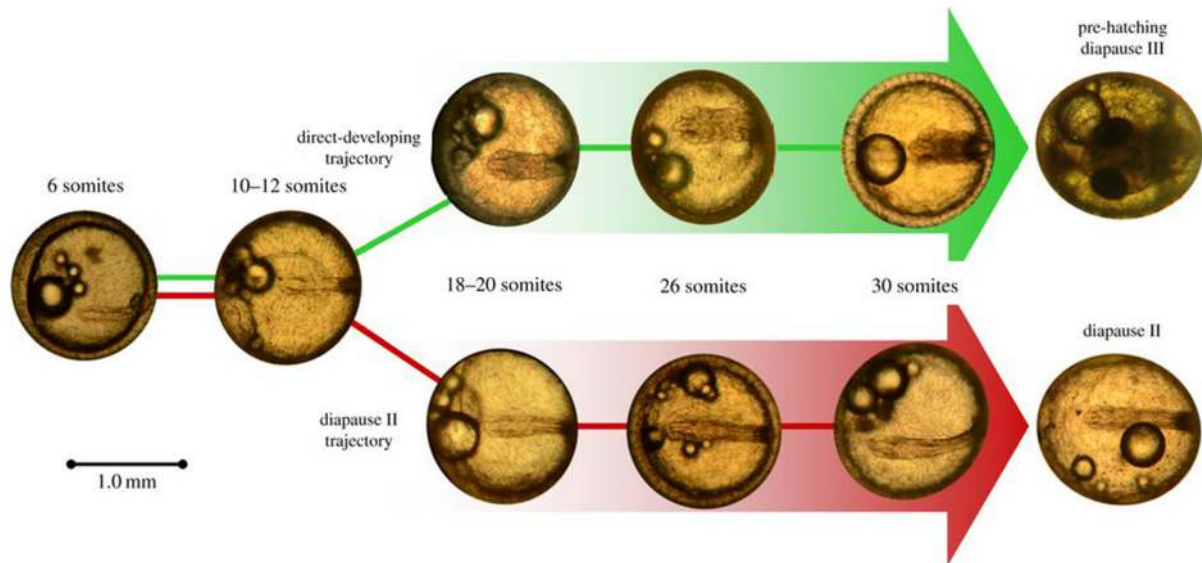 pre-hatching
diapause III
direct-developing
trajectory
6 somites
10–12 somites
18–20 somites
26 somites
30 somites
diapause II
diapause II
trajectory
1.0 mm